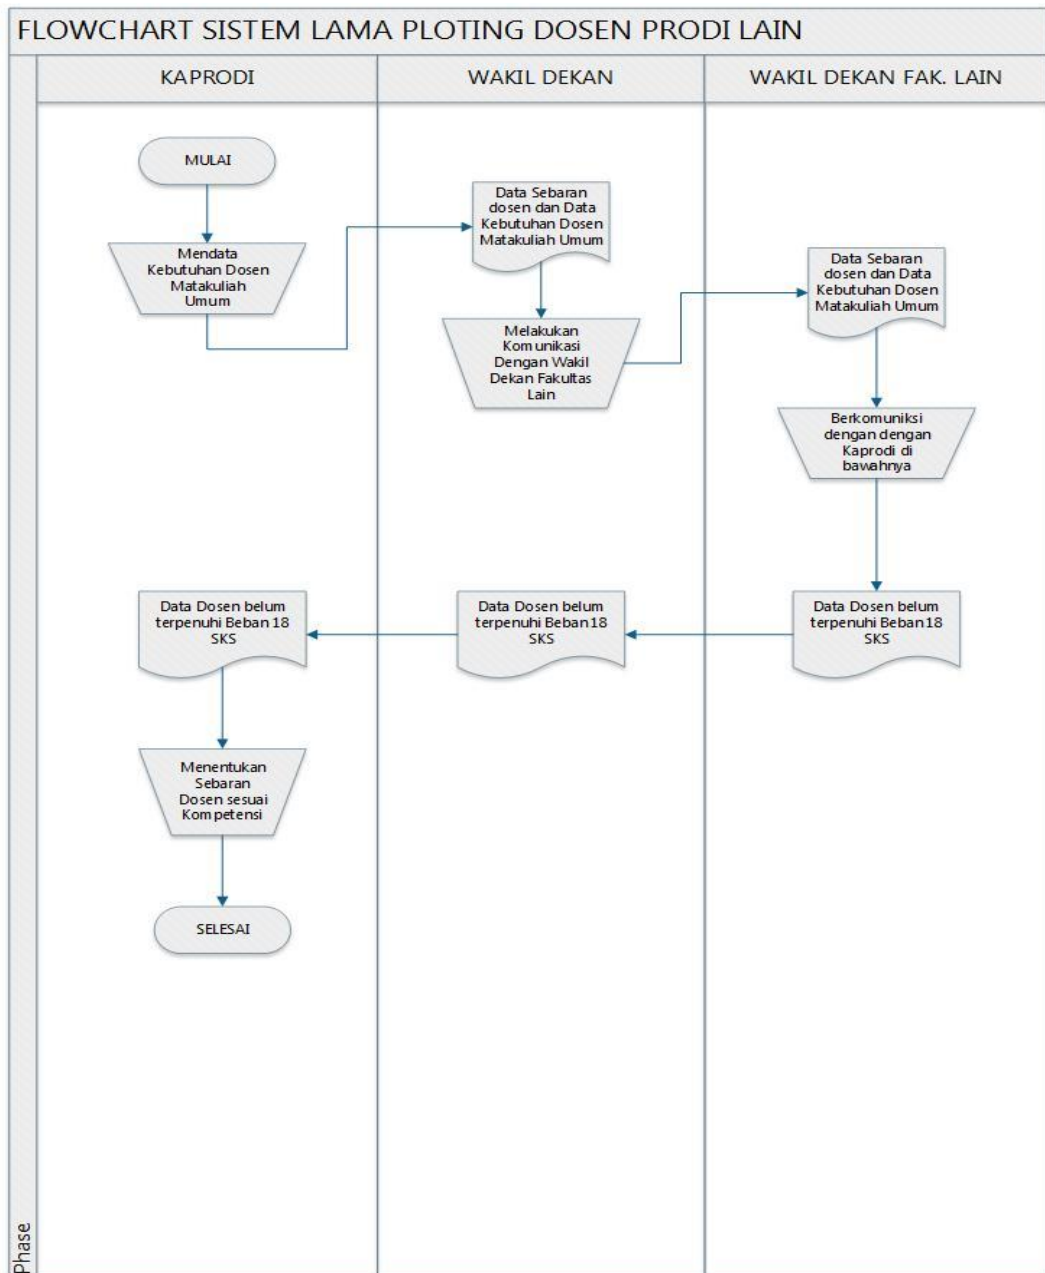 FLOWCHART SISTEM LAMA PLOTING DOSEN PRODI LAIN
KAPRODI
WAKIL DEKAN
WAKIL DEKAN FAK. LAIN
MULAI
Mendata
Kebutuhan Dosen
Matakuliah
Umum
Data Sebaran
dosen dan Data
Kebutuhan Dosen
Matakuliah Umum
Melakukan
Komunikasi
Dengan Wakil
Dekan Fakultas
Lain
Data Sebaran
dosen dan Data
Kebutuhan Dosen
Matakuliah Umum
Berkomuniksi
dengan dengan
Kaprodi di
bawahnya
Data Dosen belum
terpenuhi Beban 18
SKS
Data Dosen belum
terpenuhi Beban 18
SKS
Data Dosen belum
terpenuhi Beban 18
SKS
Menentukan
Sebaran
Dosen sesuai
Kompetensi
SELESAI
Phase